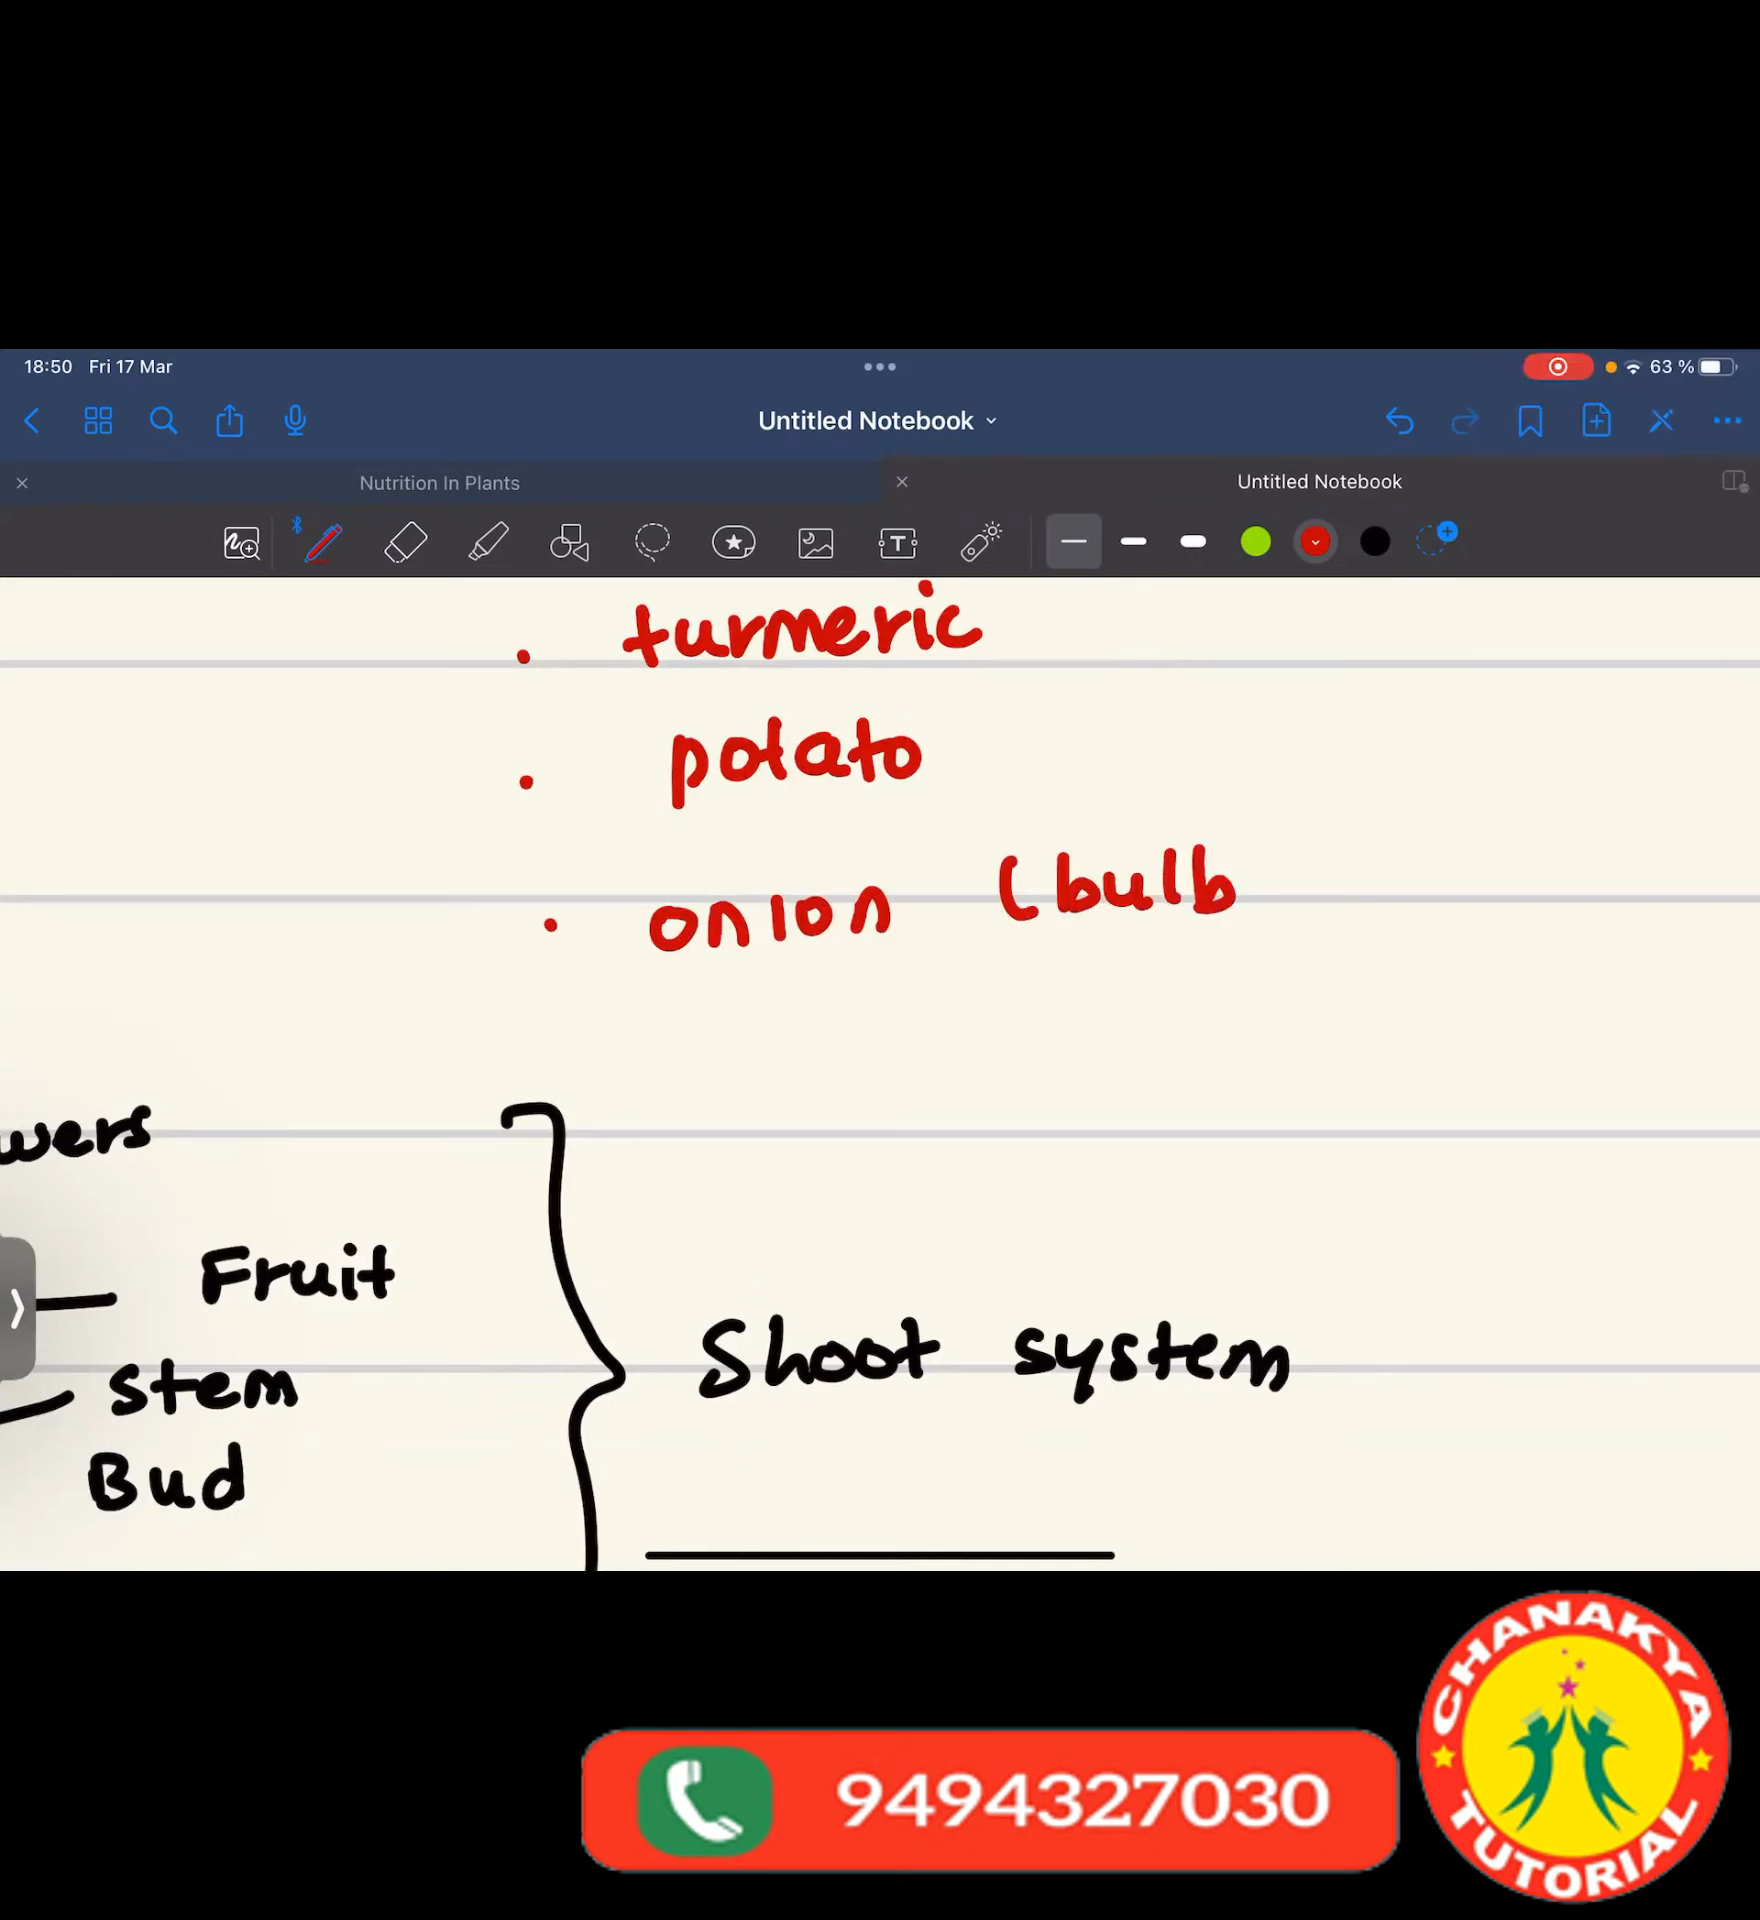 18:50 Fri 17 Mar
63 %
Untitled Notebook
Nutrition In Plants
Untitled Notebook
. turmeric
. potato
. onion (bulb
wers
Fruit
Stem
Shoot system
Bud
CHANAKYA
9494327030
TUTORIAL